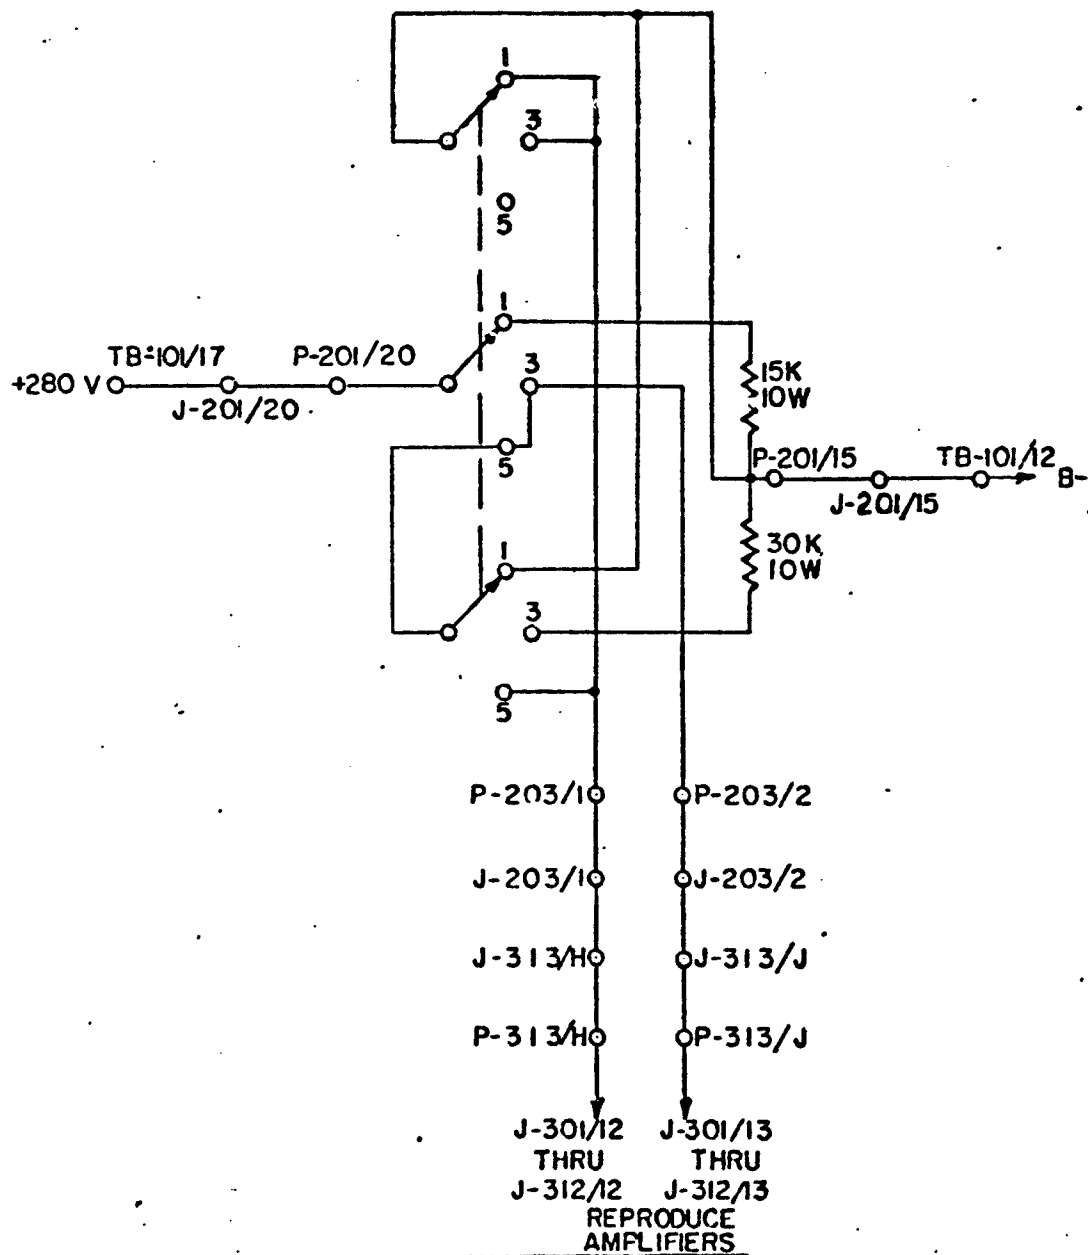 1
3
5
1
TB-101/17
P-201/20
3
+280 V
J-201/20
15K
10W
5
P-201/15
TB-101/12
B-
J-201/15
1
30K
10W
3
5
P-203/1
P-203/2
J-203/1
J-203/2
J-313/H
J-313/J
P-313/H
P-313/J
J-301/12
THRU
J-312/12
J-301/13
THRU
J-312/13
REPRODUCE
AMPLIFIERS